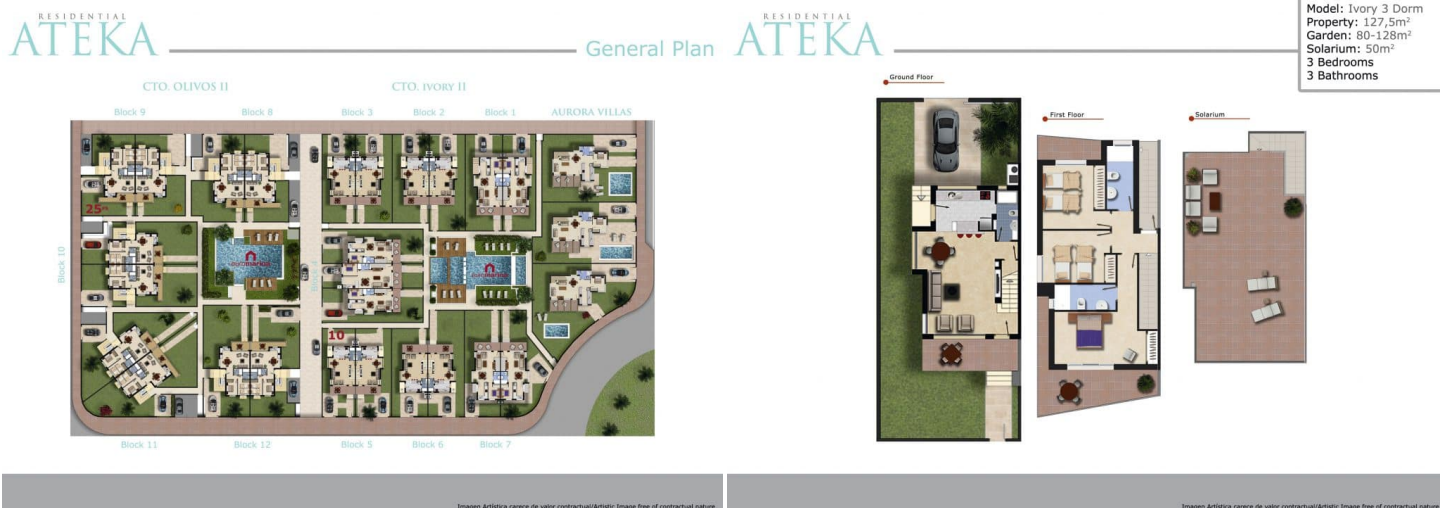 RESIDENTIAL
ATEKA
General Plan
CTO. OLIVOS II
CTO. IVORY II
Block 9
Block 8
Block 3
Block 2
Block 1
AURORA VILLAS
25
Block 10
10
Block 11
Block 12
Block 5
Block 6
Block 7
Imagen Artística carece de valor contractual/Artistic Image free of contractual nature
RESIDENTIAL
ATEKA
Model: Ivory 3 Dorm
Property: 127,5m²
Garden: 80-128m²
Solarium: 50m²
3 Bedrooms
3 Bathrooms
Ground Floor
First Floor
Solarium
Imagen Artística carece de valor contractual/Artistic Image free of contractual nature